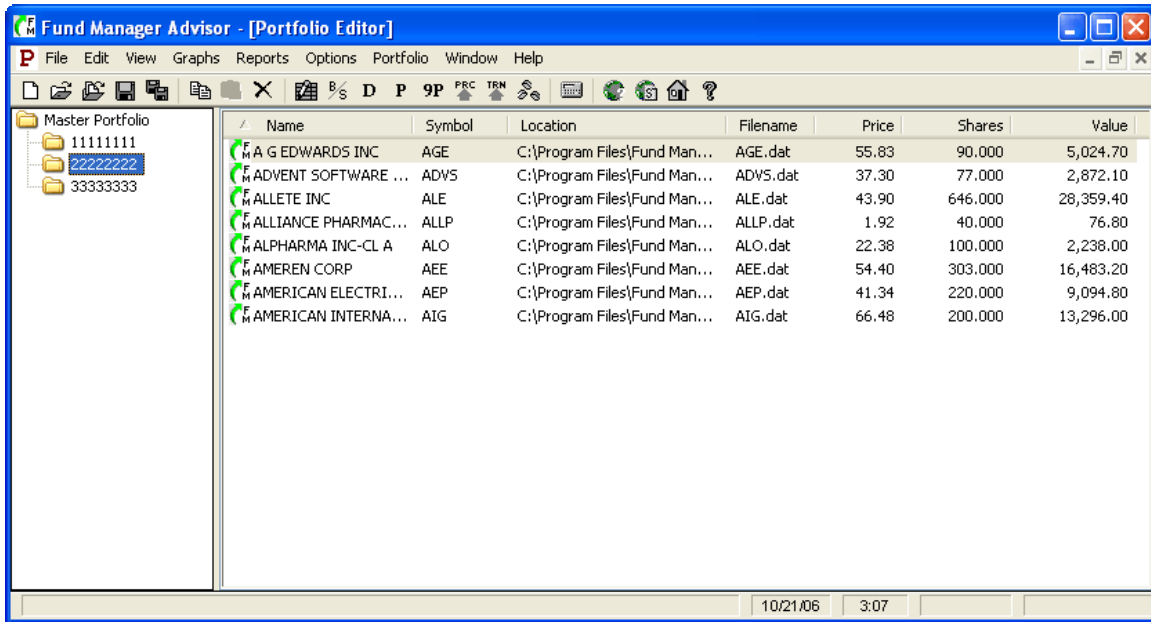 Fund Manager Advisor - [Portfolio Editor]
P File Edit View Graphs Reports Options Portfolio Window Help
B/S D P 9P PRC TRN
Master Portfolio
11111111
22222222
33333333
Name Symbol Location Filename Price Shares Value
A G EDWARDS INC AGE C:\Program Files\Fund Man... AGE.dat 55.83 90.000 5,024.70
ADVENT SOFTWARE ... ADVS C:\Program Files\Fund Man... ADVS.dat 37.30 77.000 2,872.10
ALLETE INC ALE C:\Program Files\Fund Man... ALE.dat 43.90 646.000 28,359.40
ALLIANCE PHARMAC... ALLP C:\Program Files\Fund Man... ALLP.dat 1.92 40.000 76.80
ALPHARMA INC-CL A ALO C:\Program Files\Fund Man... ALO.dat 22.38 100.000 2,238.00
AMEREN CORP AEE C:\Program Files\Fund Man... AEE.dat 54.40 303.000 16,483.20
AMERICAN ELECTRI... AEP C:\Program Files\Fund Man... AEP.dat 41.34 220.000 9,094.80
AMERICAN INTERNA... AIG C:\Program Files\Fund Man... AIG.dat 66.48 200.000 13,296.00
10/21/06 3:07